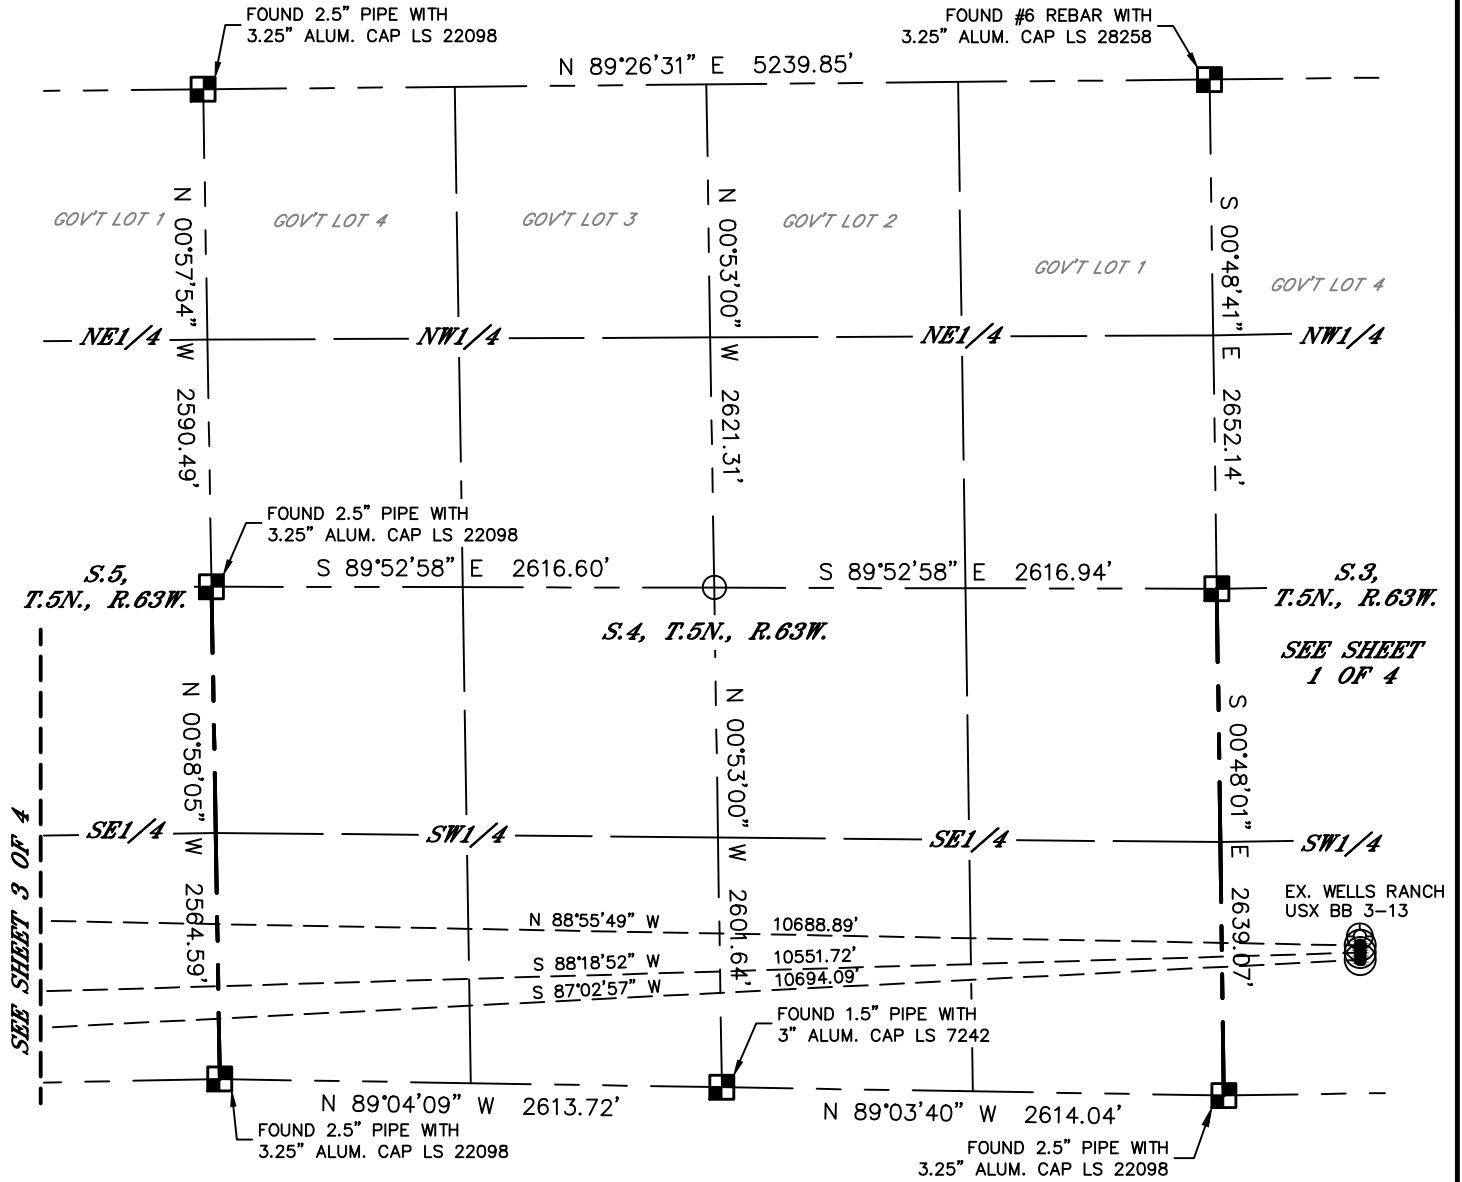 FOUND 2.5" PIPE WITH
3.25" ALUM. CAP LS 22098
FOUND #6 REBAR WITH
3.25" ALUM. CAP LS 28258
N 89°26'31" E 5239.85'
N 00°57'54" W 2590.49'
N 00°53'00" W 2621.31'
S 00°48'41" E 2652.14'
GOV'T LOT 1
GOV'T LOT 4
GOV'T LOT 3
GOV'T LOT 2
GOV'T LOT 1
GOV'T LOT 4
NE1/4
NW1/4
NE1/4
NW1/4
FOUND 2.5" PIPE WITH
3.25" ALUM. CAP LS 22098
S 89°52'58" E 2616.60'
S 89°52'58" E 2616.94'
S.5,
T.5N., R.63W.
S.4, T.5N., R.63W.
S.3,
T.5N., R.63W.
SEE SHEET
1 OF 4
N 00°58'05" W 2564.59'
N 00°53'00" W 2601.64'
S 00°48'01" E 2639.07'
SEE SHEET 3 OF 4
SE1/4
SW1/4
SE1/4
SW1/4
EX. WELLS RANCH
USX BB 3-13
N 88°55'49" W 10688.89'
S 88°18'52" W 10551.72'
S 87°02'57" W 10694.09'
FOUND 1.5" PIPE WITH
3" ALUM. CAP LS 7242
N 89°04'09" W 2613.72'
N 89°03'40" W 2614.04'
FOUND 2.5" PIPE WITH
3.25" ALUM. CAP LS 22098
FOUND 2.5" PIPE WITH
3.25" ALUM. CAP LS 22098